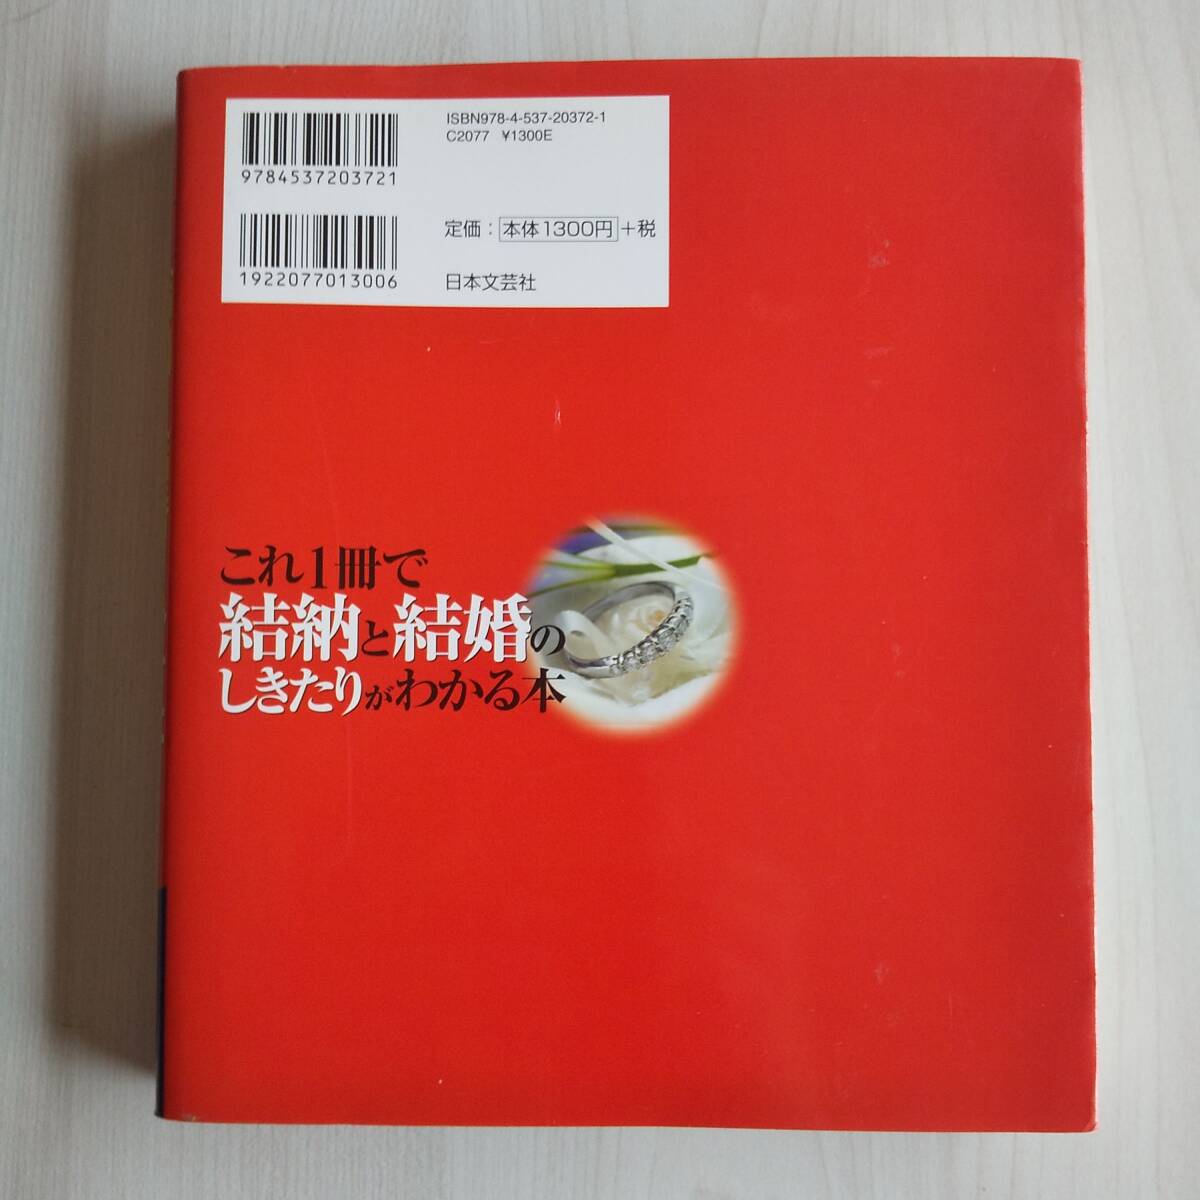 ISBN978-4-537-20372-1
C2077 ¥1300E
9784537203721
定価：本体1300円+税
1922077013006
日本文芸社
これ1冊で
結納と結婚の
しきたりがわかる本